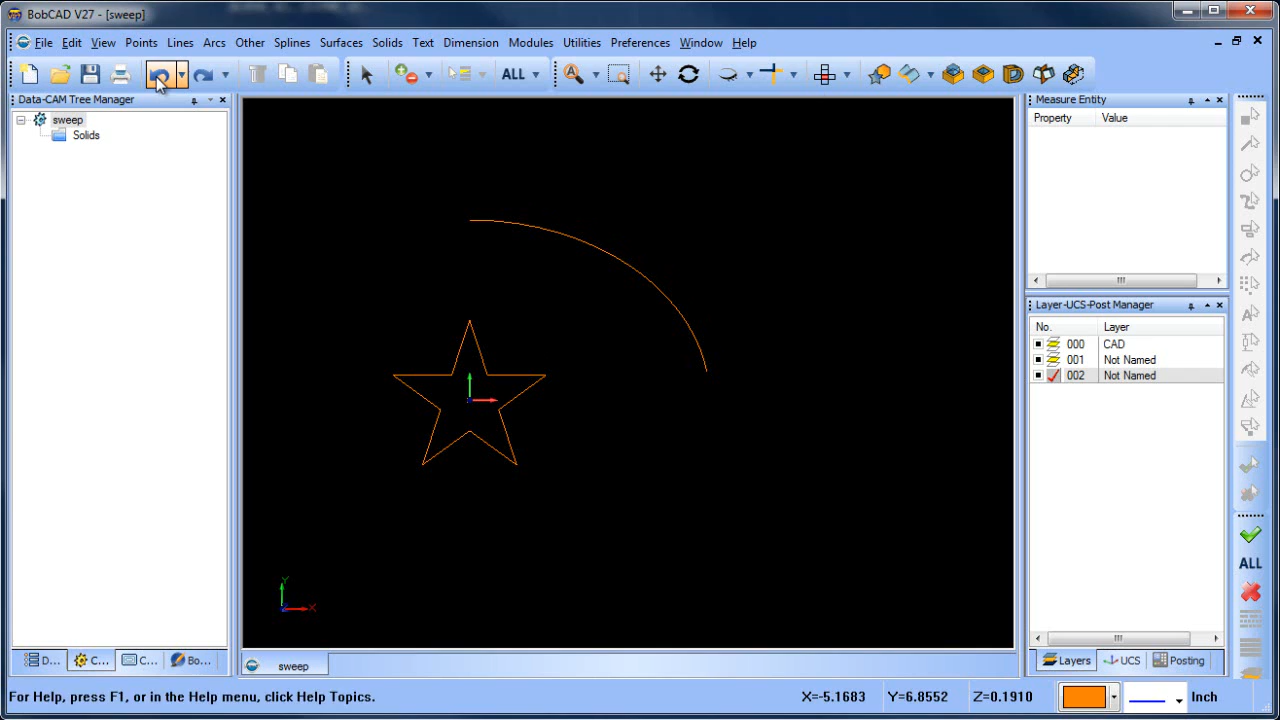 BobCAD V27 - [sweep]
File Edit View Points Lines Arcs Other Splines Surfaces Solids Text Dimension Modules Utilities Preferences Window Help
ALL
Data-CAM Tree Manager
sweep
Solids
Measure Entity
Property Value
Layer-UCS-Post Manager
No. Layer
000 CAD
001 Not Named
002 Not Named
ALL
Y
X
D... C... C... Bo...
sweep
Layers UCS Posting
For Help, press F1, or in the Help menu, click Help Topics.
X=-5.1683 Y=6.8552 Z=0.1910 Inch